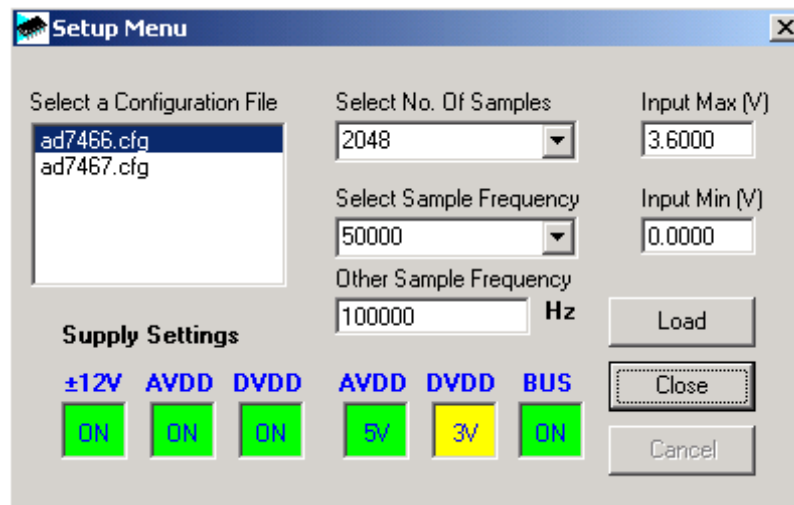 Setup Menu
Select a Configuration File
ad7466.cfg
ad7467.cfg
Select No. Of Samples
2048
Select Sample Frequency
50000
Other Sample Frequency
100000 Hz
Input Max (V)
3.6000
Input Min (V)
0.0000
Load
Close
Cancel
Supply Settings
±12V AVDD DVDD AVDD DVDD BUS
ON ON ON 5V 3V ON